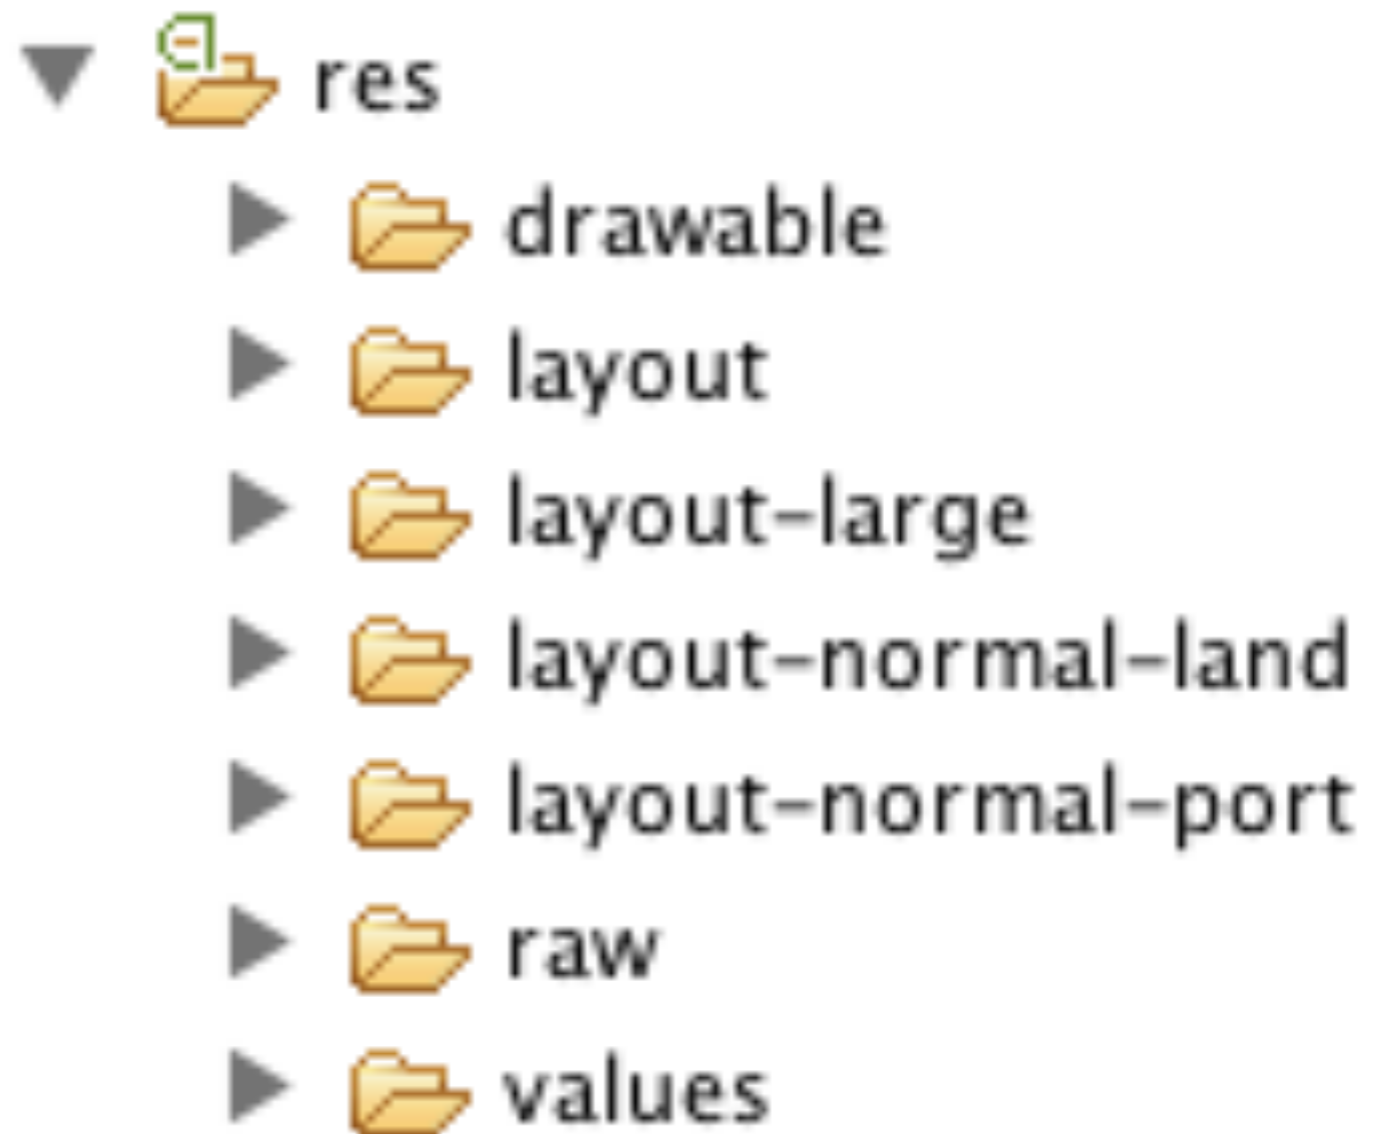 res
drawable
layout
layout-large
layout-normal-land
layout-normal-port
raw
values